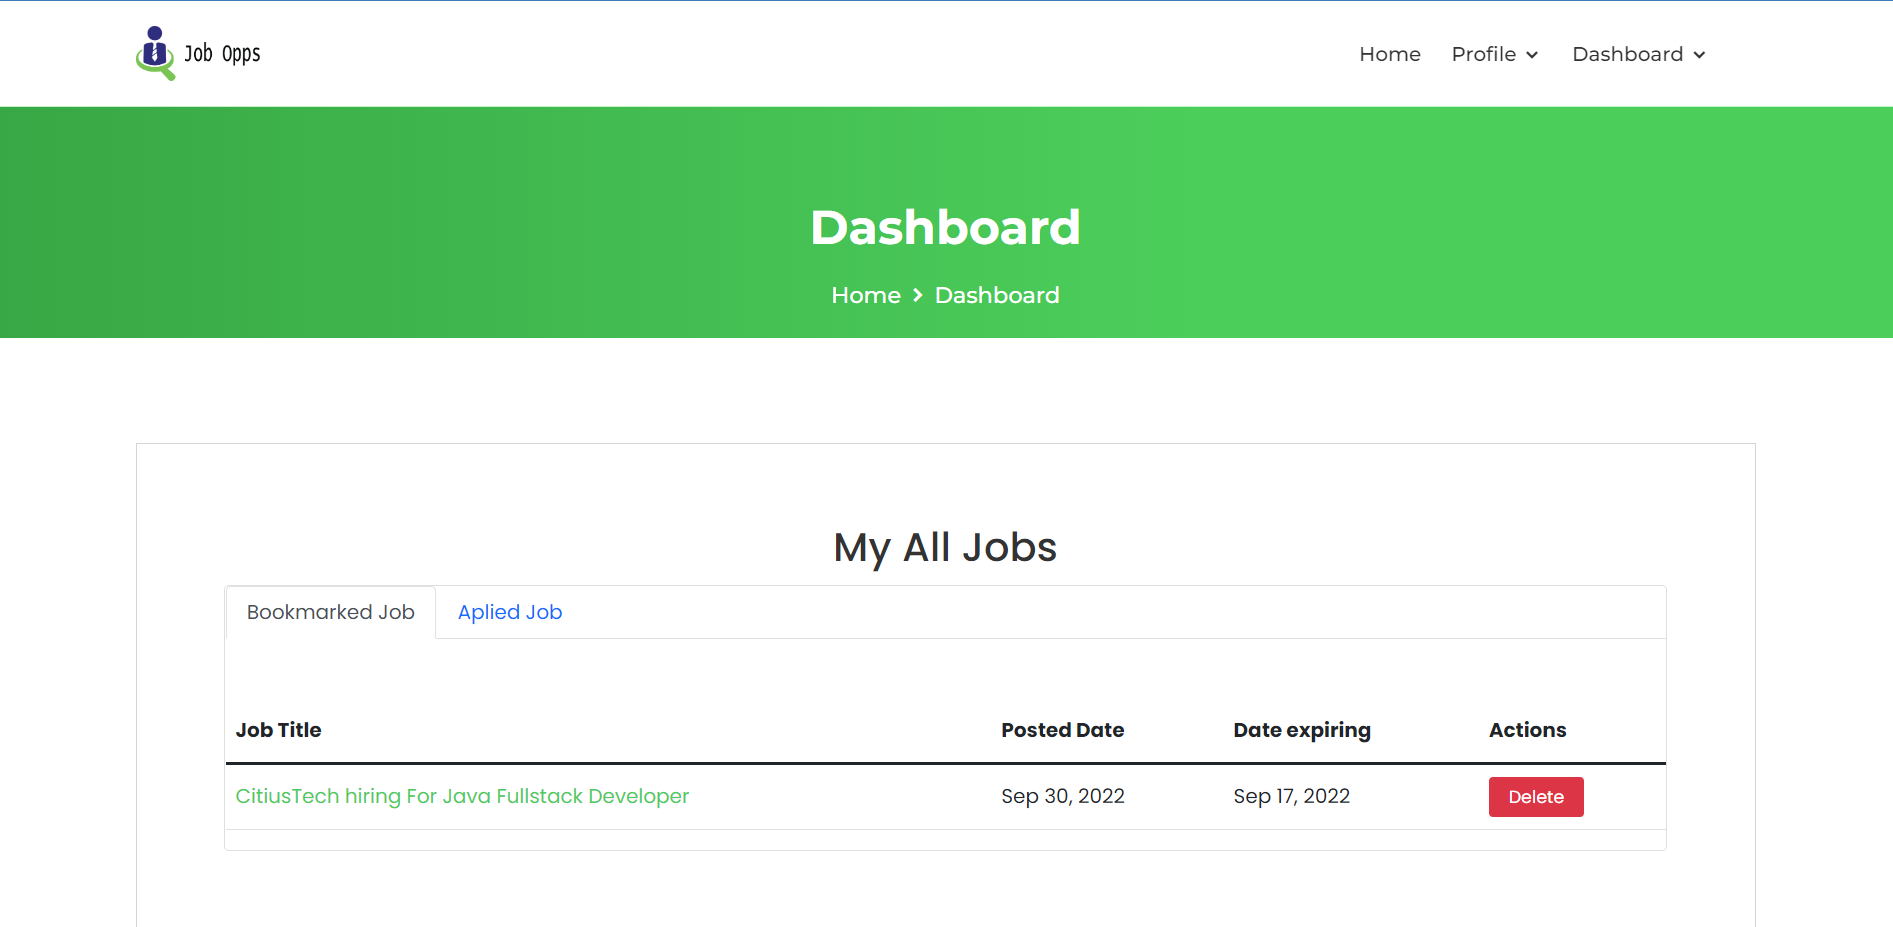 Job Opps
Home Profile Dashboard
Dashboard
Home Dashboard
My All Jobs
Bookmarked Job Aplied Job
Job Title Posted Date Date expiring Actions
CitiusTech hiring For Java Fullstack Developer Sep 30, 2022 Sep 17, 2022 Delete